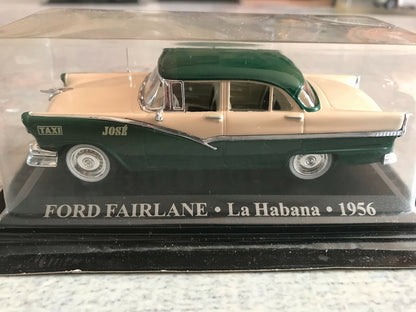 TAXI JOSÉ
FORD FAIRLANE • La Habana • 1956